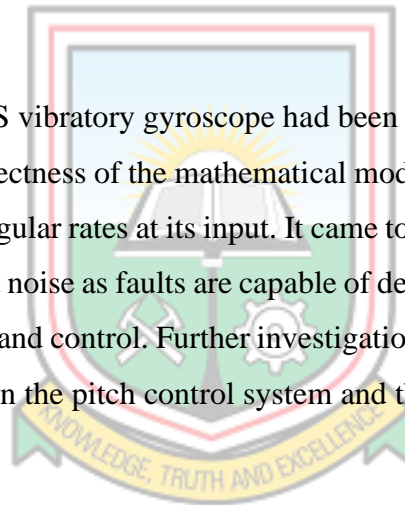 S vibratory gyroscope had been
ectness of the mathematical mod
gular rates at its input. It came to
noise as faults are capable of de
and control. Further investigatio
n the pitch control system and th
KNOWLEDGE, TRUTH AND EXCELLENCE